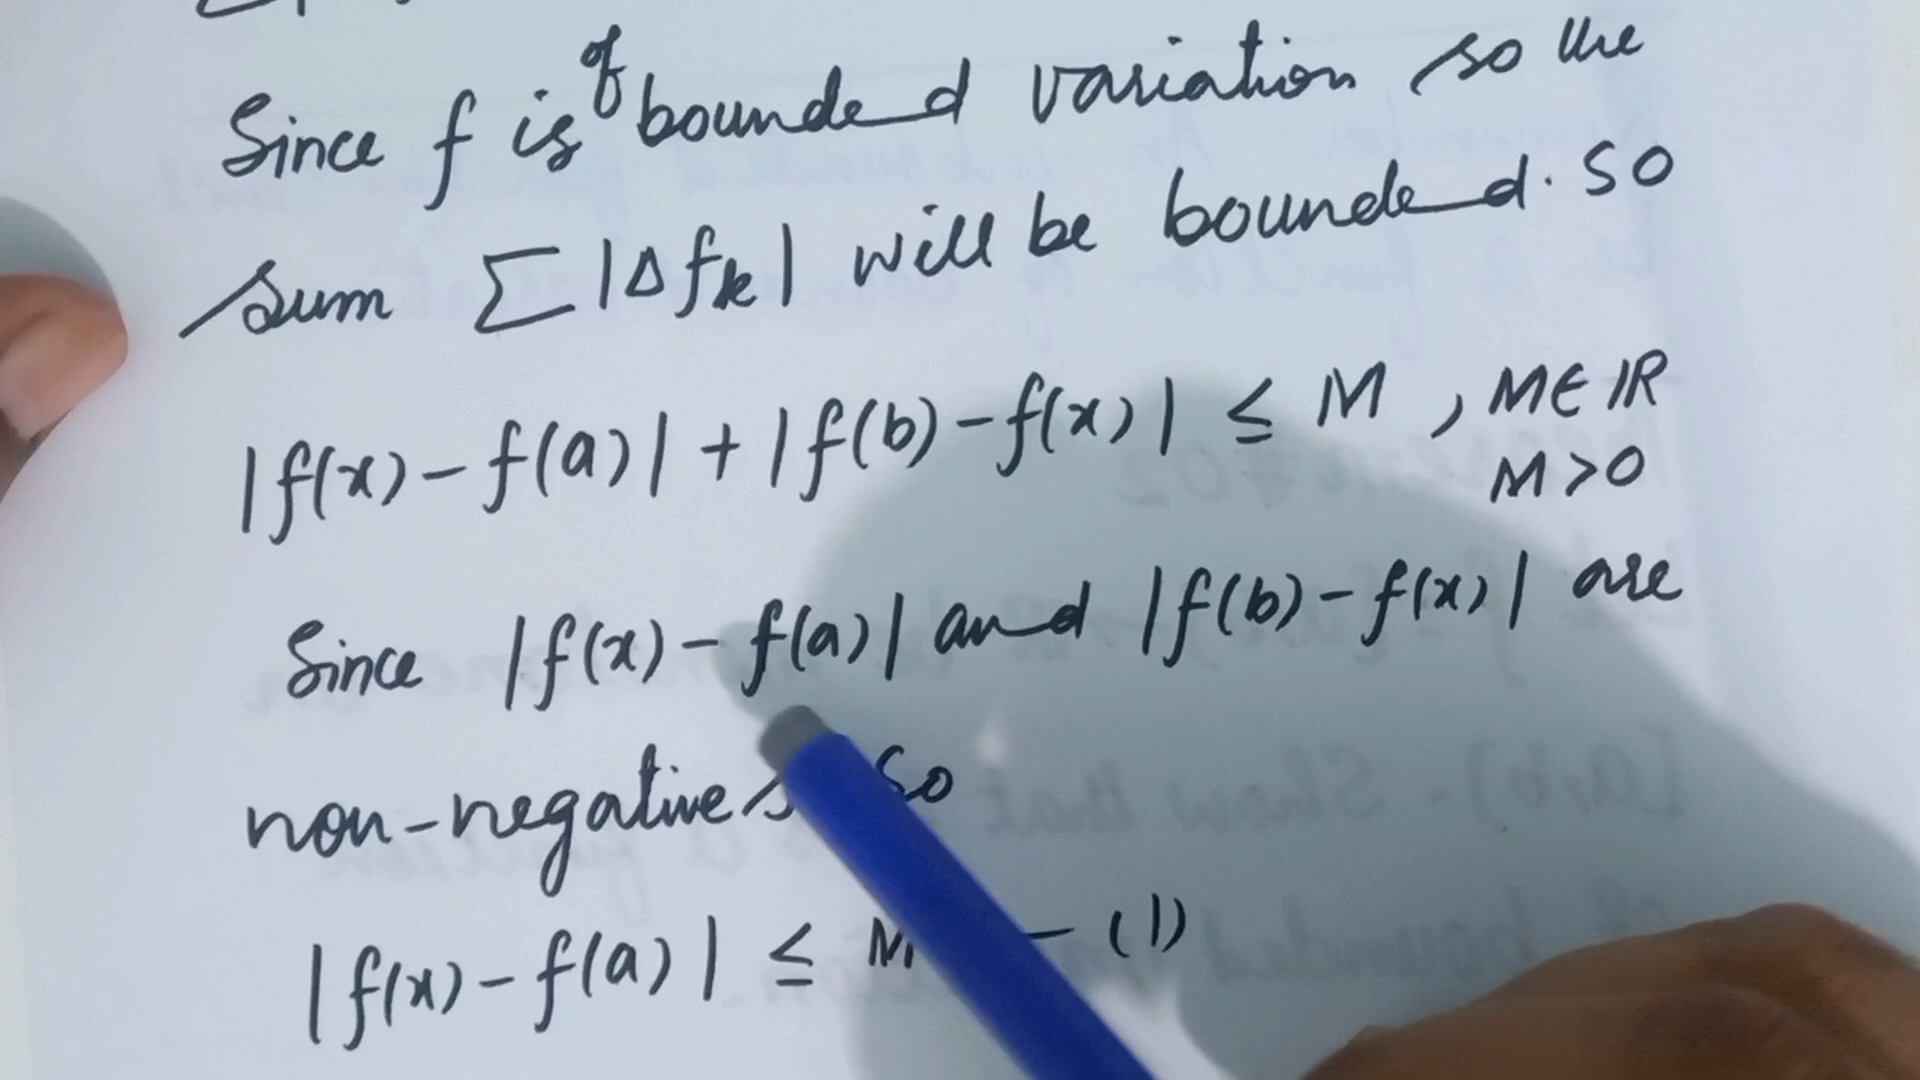 Since f is of bounded variation so the
sum ∑|Δfk| will be bounded. so
|f(x) - f(a)| + |f(b) - f(x)| ≤ M , M∈ℝ
M>0
Since |f(x) - f(a)| and |f(b) - f(x)| are
non-negative so
|f(x) - f(a)| ≤ M - (1)